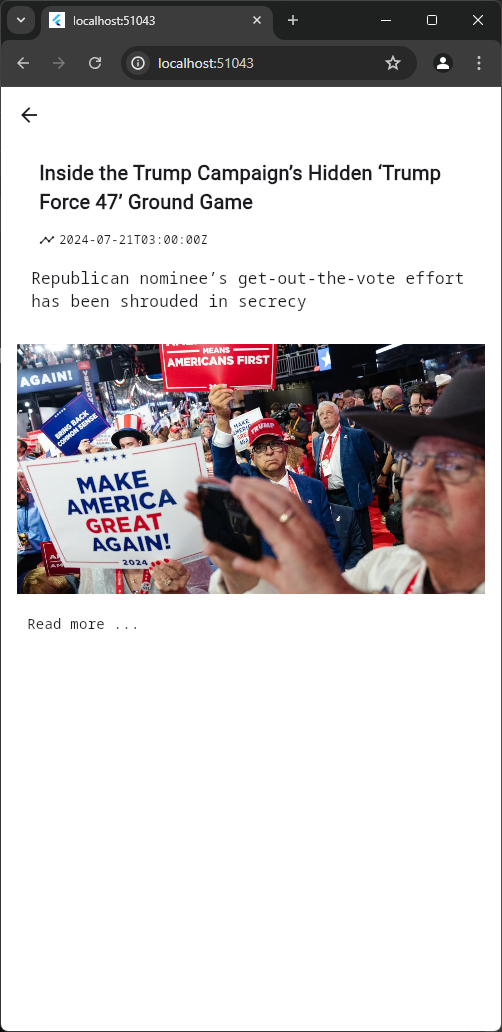 localhost:51043
localhost:51043
Inside the Trump Campaign’s Hidden ‘Trump
Force 47’ Ground Game
2024-07-21T03:00:00Z
Republican nominee’s get-out-the-vote effort
has been shrouded in secrecy
MEANS
AMERICANS FIRST
AGAIN!
BRING BACK
COMMON SENSE
TRUMP
MAKE
AMERICA
GREAT
AGAIN!
2024
Read more ...